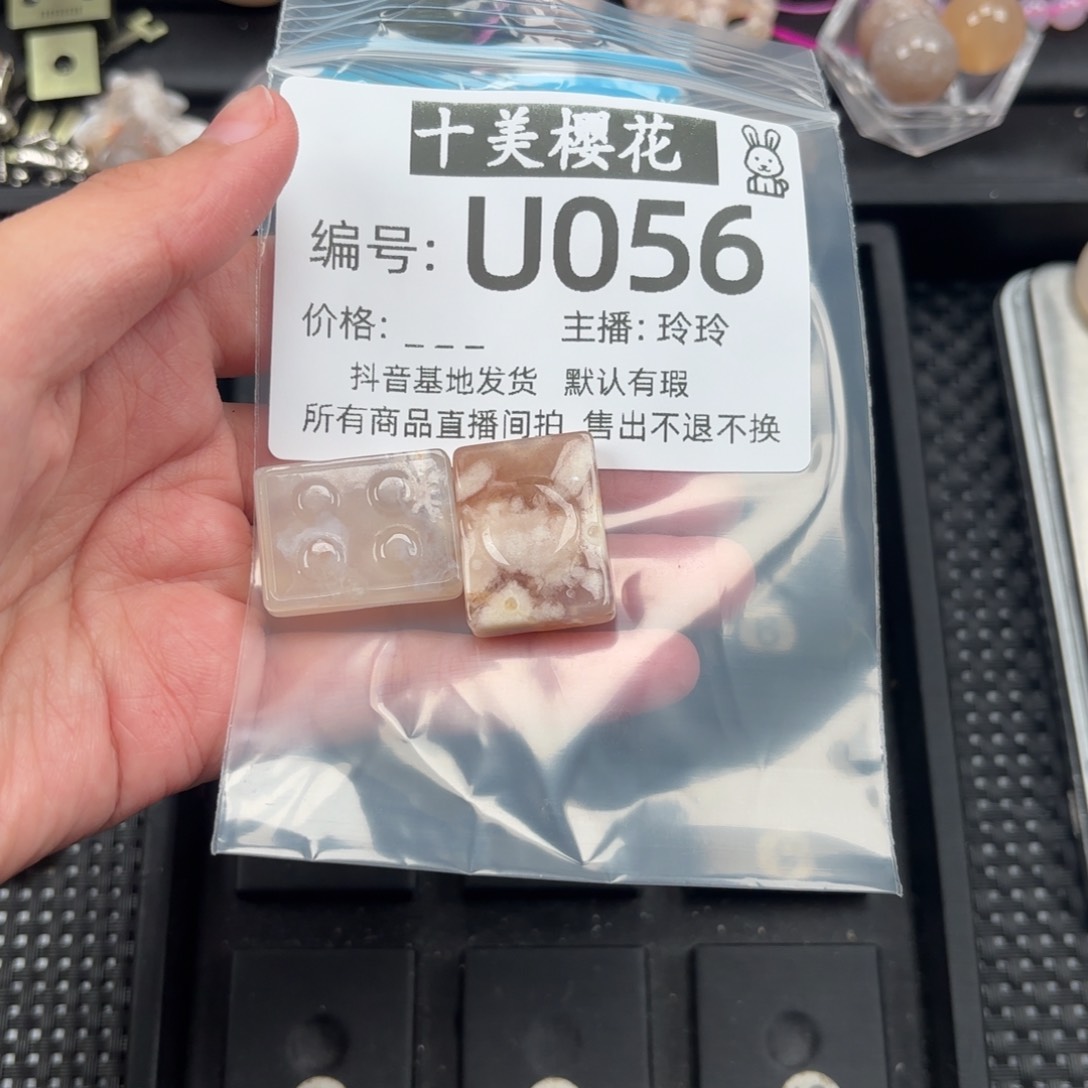 十美樱花
编号: U056
价格: _ _ _ 主播: 玲玲
抖音基地发货 默认有瑕
所有商品直播间拍 售出不退不换